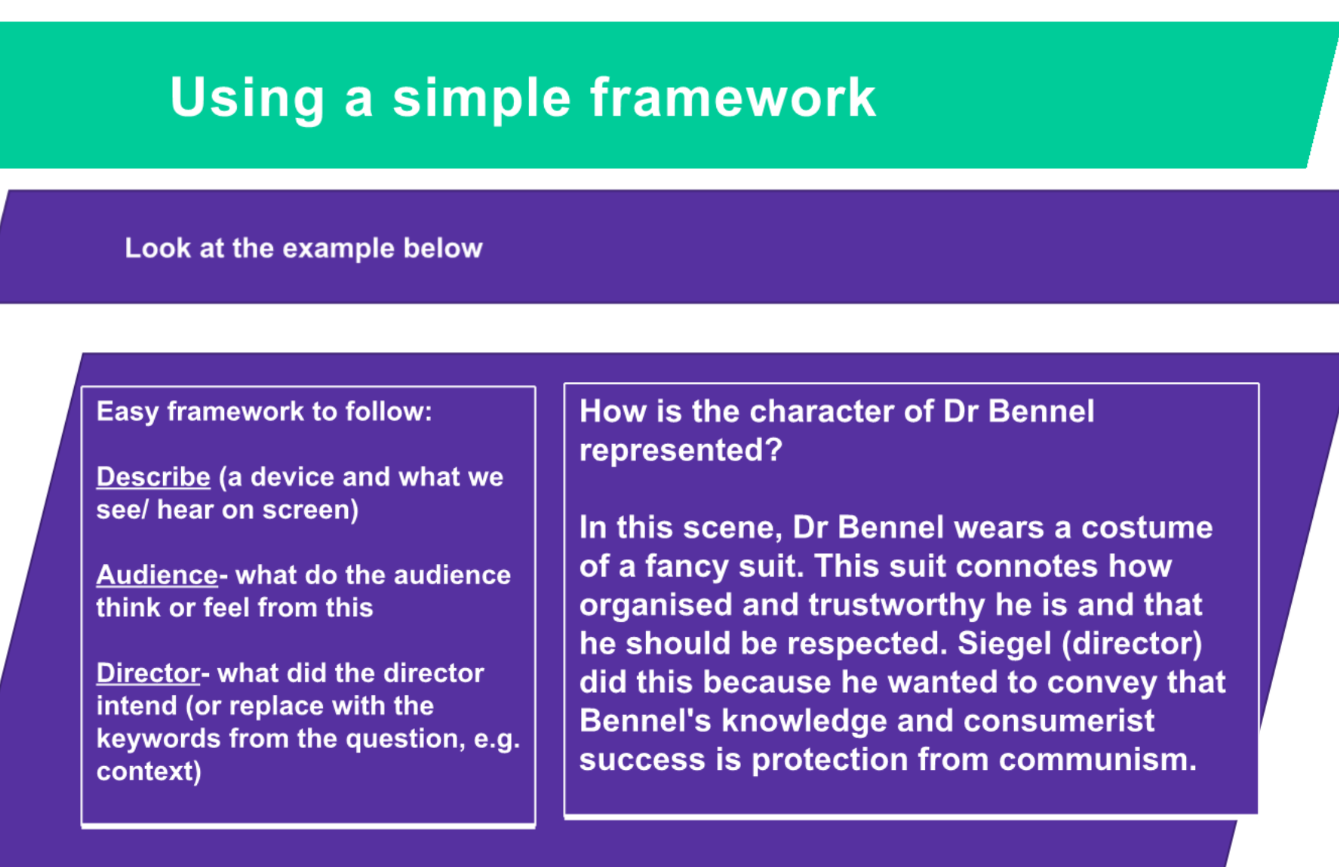 Using a simple framework
Look at the example below
Easy framework to follow:
Describe (a device and what we
see/ hear on screen)
Audience- what do the audience
think or feel from this
Director- what did the director
intend (or replace with the
keywords from the question, e.g.
context)
How is the character of Dr Bennel
represented?
In this scene, Dr Bennel wears a costume
of a fancy suit. This suit connotes how
organised and trustworthy he is and that
he should be respected. Siegel (director)
did this because he wanted to convey that
Bennel's knowledge and consumerist
success is protection from communism.